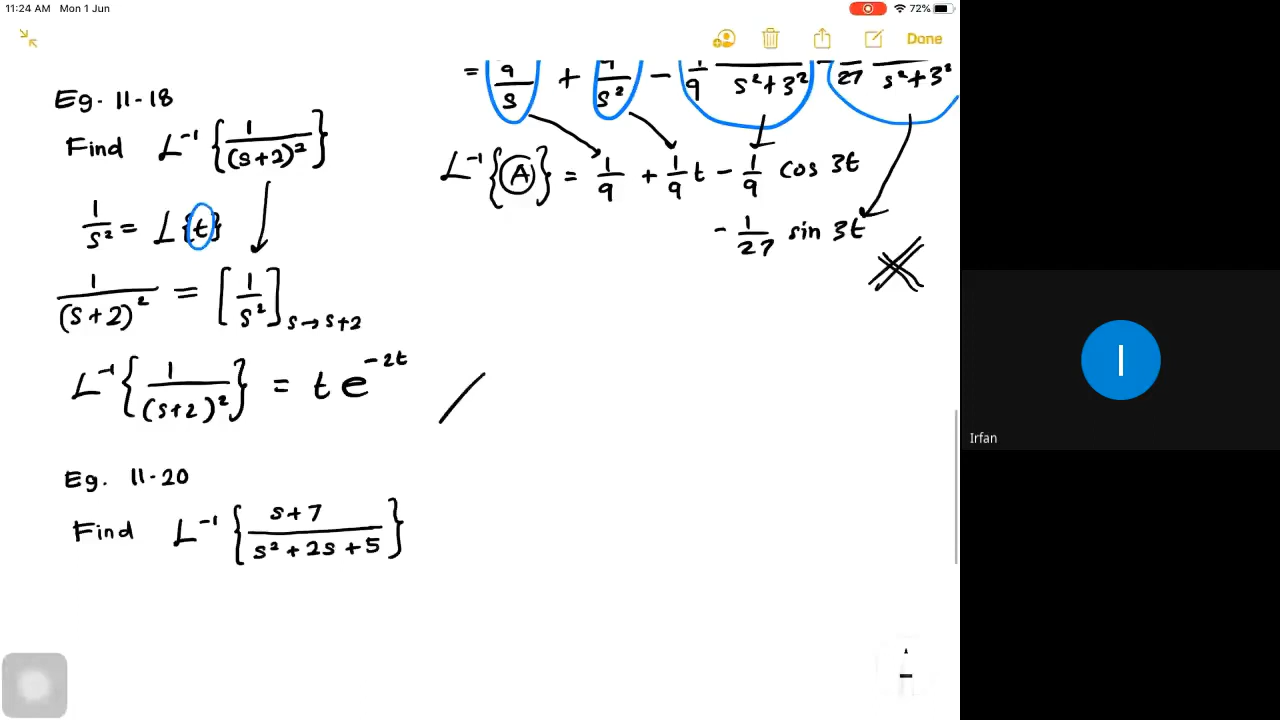 11:24 AM Mon 1 Jun
72%
Done
Eg. 11-18
Find L⁻¹ { 1 / (s+2)² }
1/s² = L{t}
1/(s+2)² = [1/s²] s→s+2
L⁻¹ { 1 / (s+2)² } = t e^(-2t)
Eg. 11-20
Find L⁻¹ { s+7 / s² + 2s + 5 }
= /s + /s² - 1/9 s²+3² - /27 s²+3²
L⁻¹ {A} = 1/9 + 1/9 t - 1/9 cos 3t
- 1/27 sin 3t
I
Irfan
A